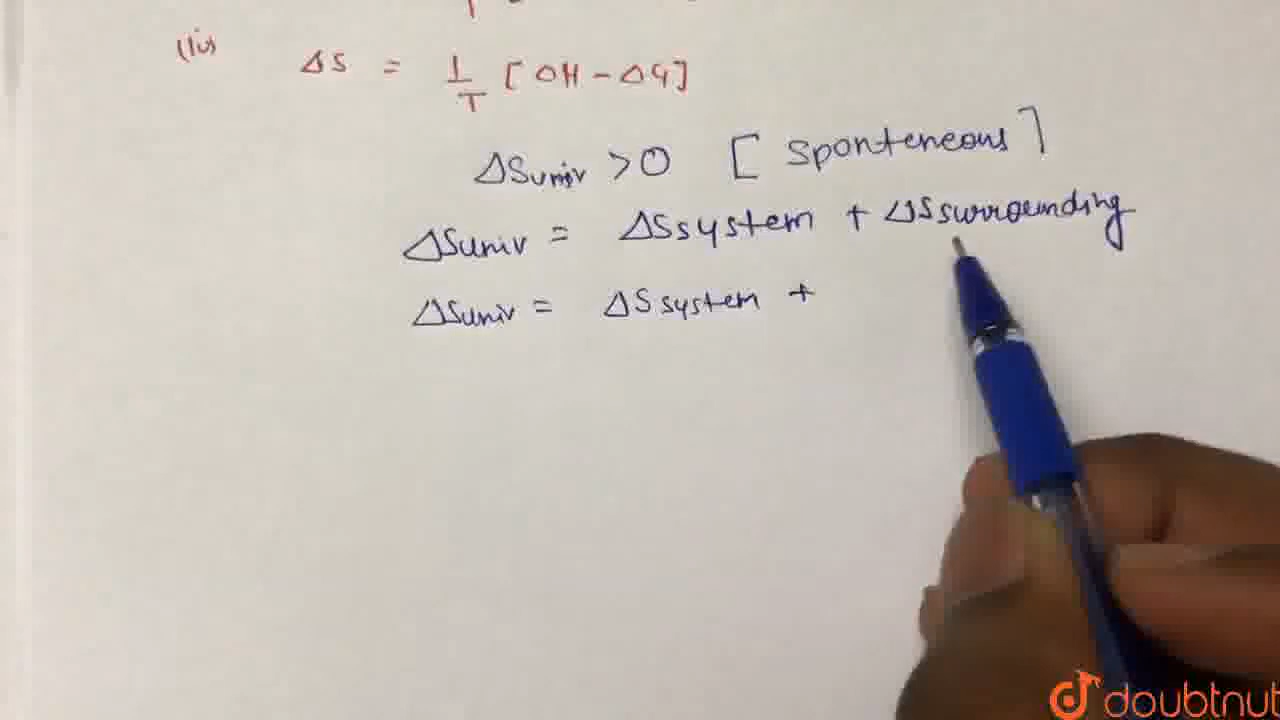 (iv) ΔS = 1/T [ΔH - ΔG]
ΔSuniv >0 [sponteneous]
ΔSuniv = ΔSsystem + ΔSsurrounding
ΔSuniv = ΔSsystem +
doubtnut